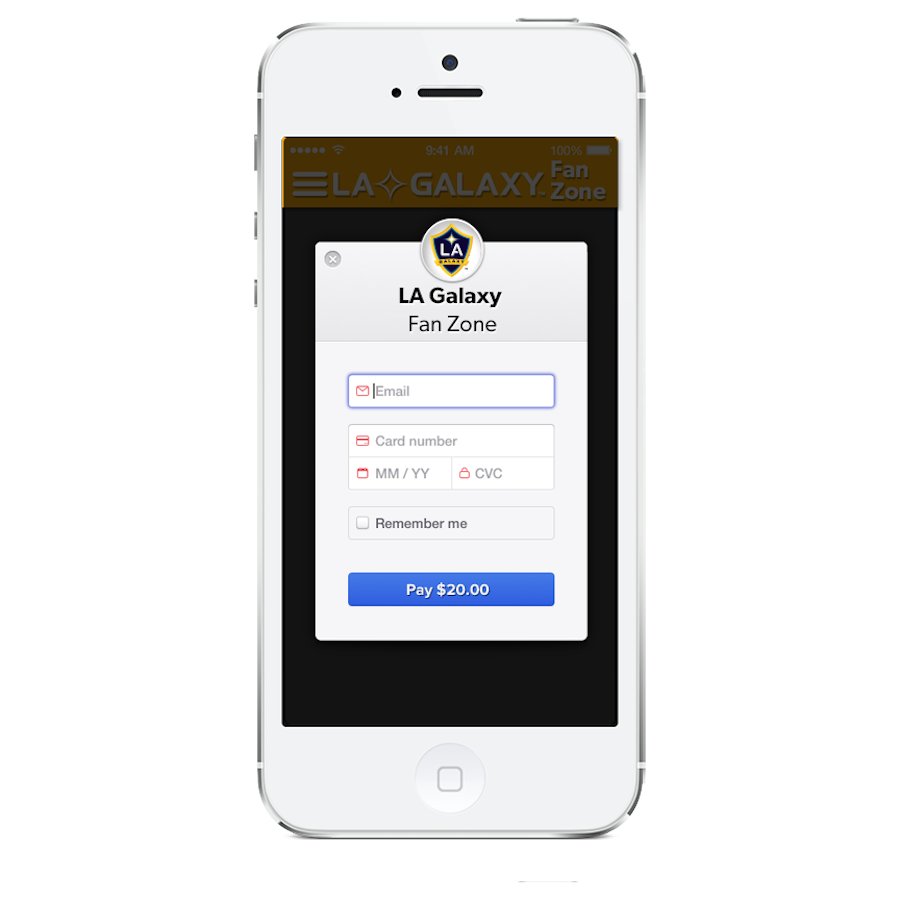 9:41 AM 100%
LA GALAXY Fan Zone
LA
GALAXY
LA Galaxy
Fan Zone
Email
Card number
MM / YY CVC
Remember me
Pay $20.00